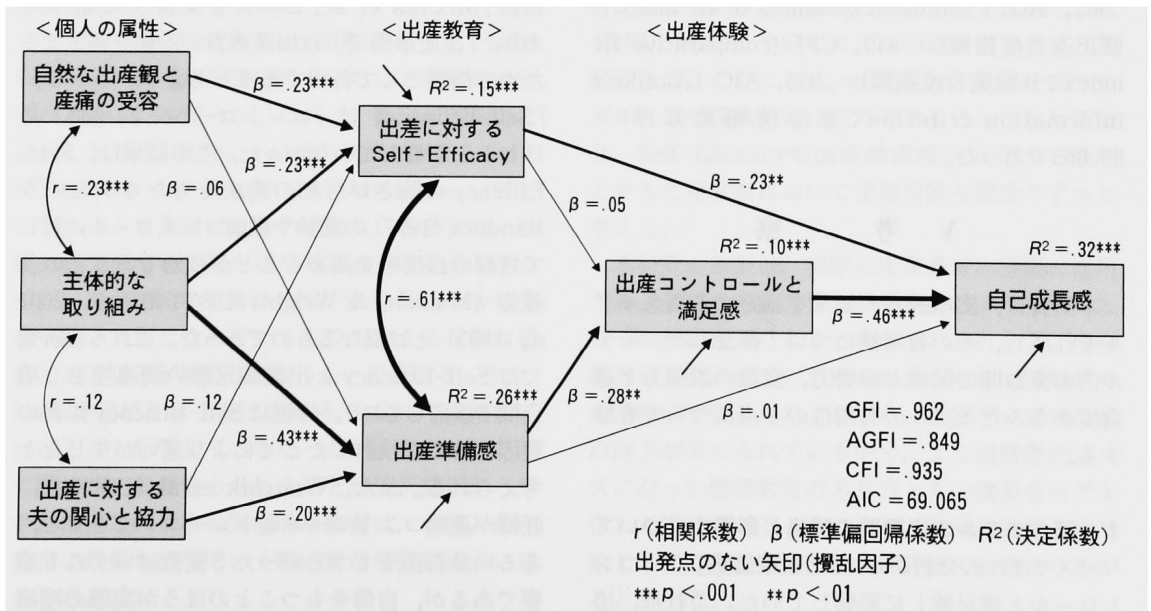 ＜個人の属性＞
＜出産教育＞
＜出産体験＞
自然な出産観と
産痛の受容
β＝.23***
R²＝.15***
出差に対する
Self - Efficacy
β＝.23***
r＝.23***
β＝.06
β＝.23**
β＝.05
R²＝.10***
R²＝.32***
主体的な
取り組み
r＝.61***
出産コントロールと
満足感
自己成長感
β＝.46***
r＝.12
β＝.12
R²＝.26***
β＝.28**
β＝.01
β＝.43***
出産準備感
出産に対する
夫の関心と協力
β＝.20***
GFI＝.962
AGFI＝.849
CFI＝.935
AIC＝69.065
r（相関係数） β（標準偏回帰係数） R²（決定係数）
出発点のない矢印（攪乱因子）
***p＜.001 **p＜.01